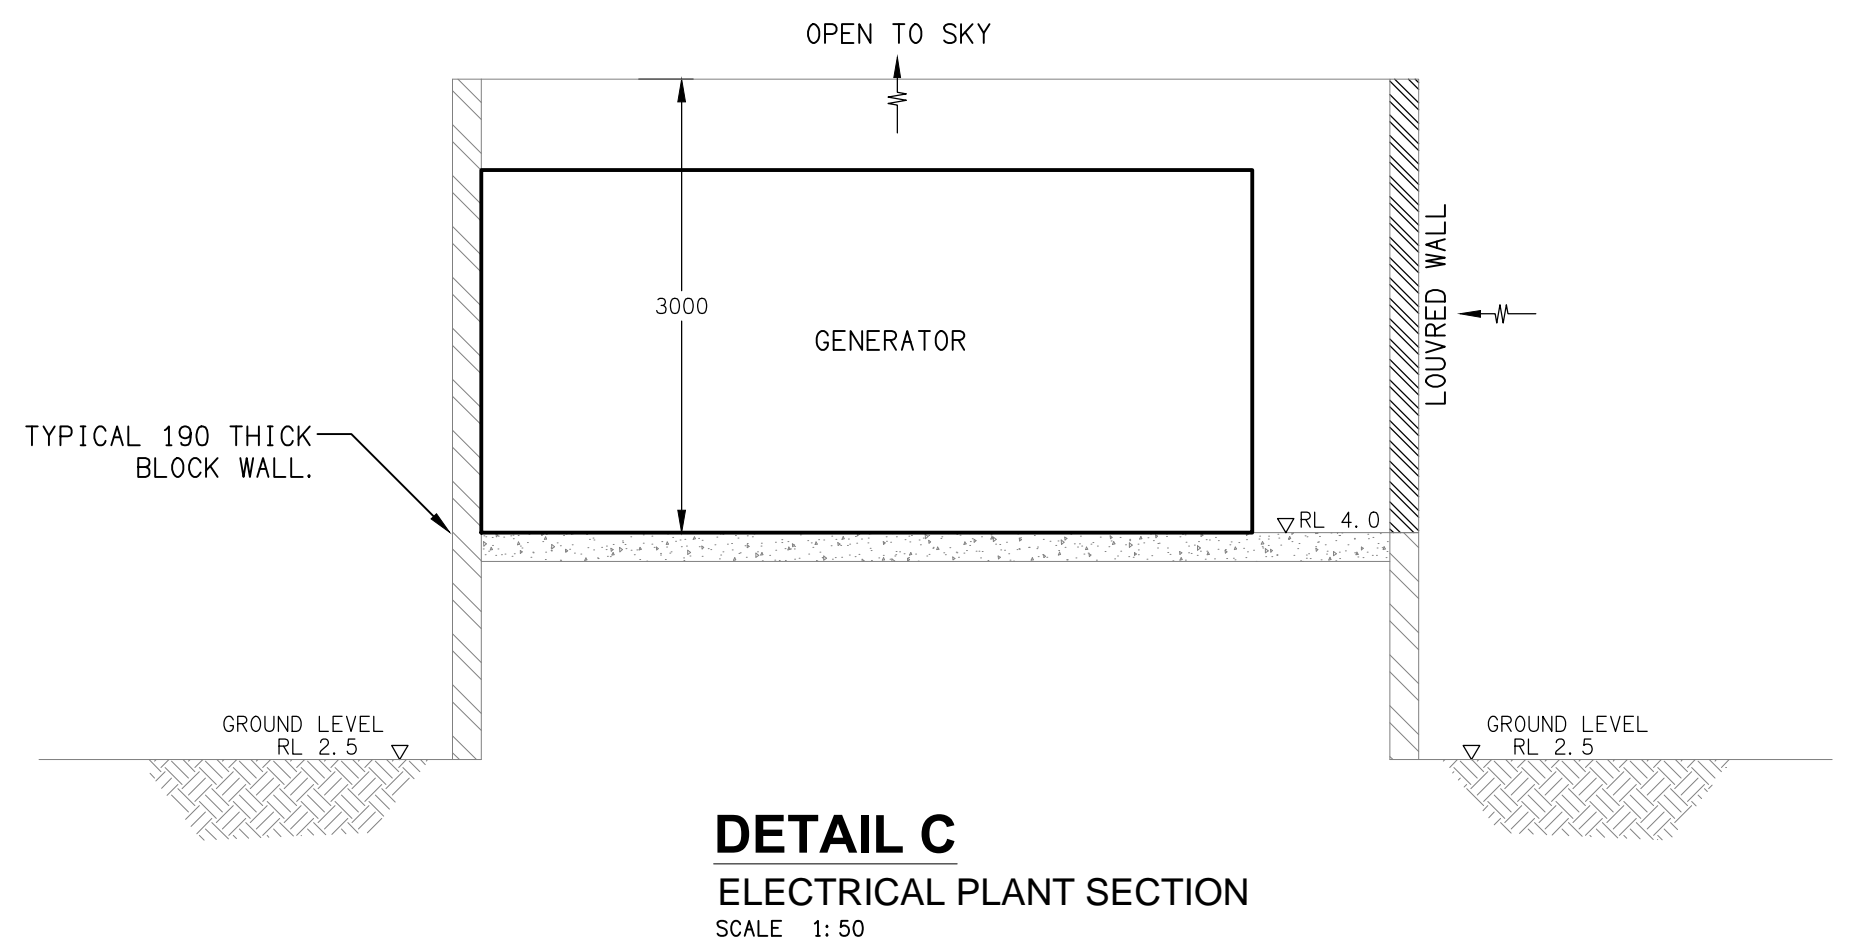 OPEN TO SKY
3000
GENERATOR
LOUVRED WALL
TYPICAL 190 THICK
BLOCK WALL.
RL 4.0
GROUND LEVEL
RL 2.5
GROUND LEVEL
RL 2.5
DETAIL C
ELECTRICAL PLANT SECTION
SCALE 1:50